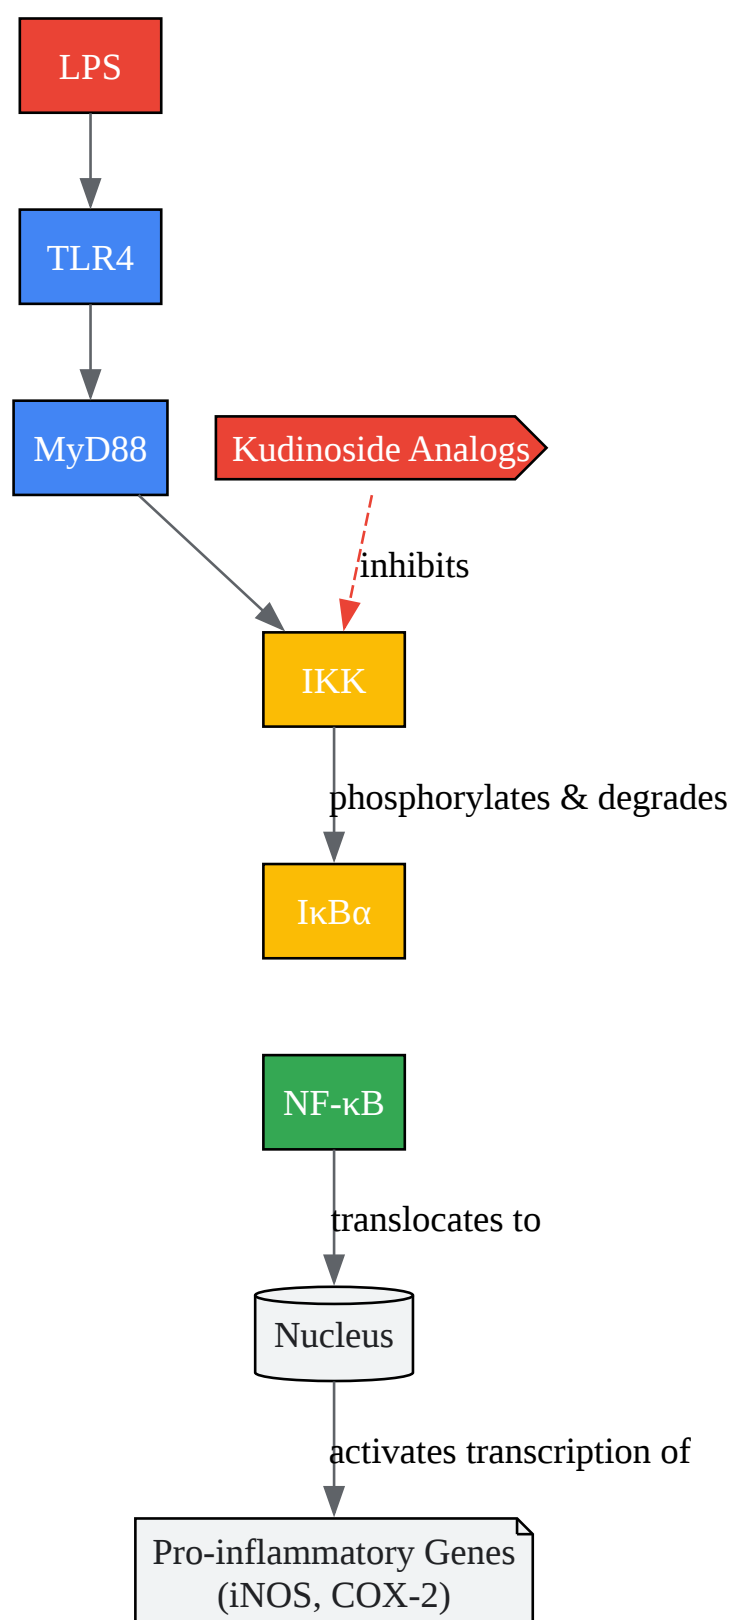 LPS
TLR4
MyD88
Kudinoside Analogs
inhibits
IKK
phosphorylates & degrades
IκBα
NF-κB
translocates to
Nucleus
activates transcription of
Pro-inflammatory Genes
(iNOS, COX-2)